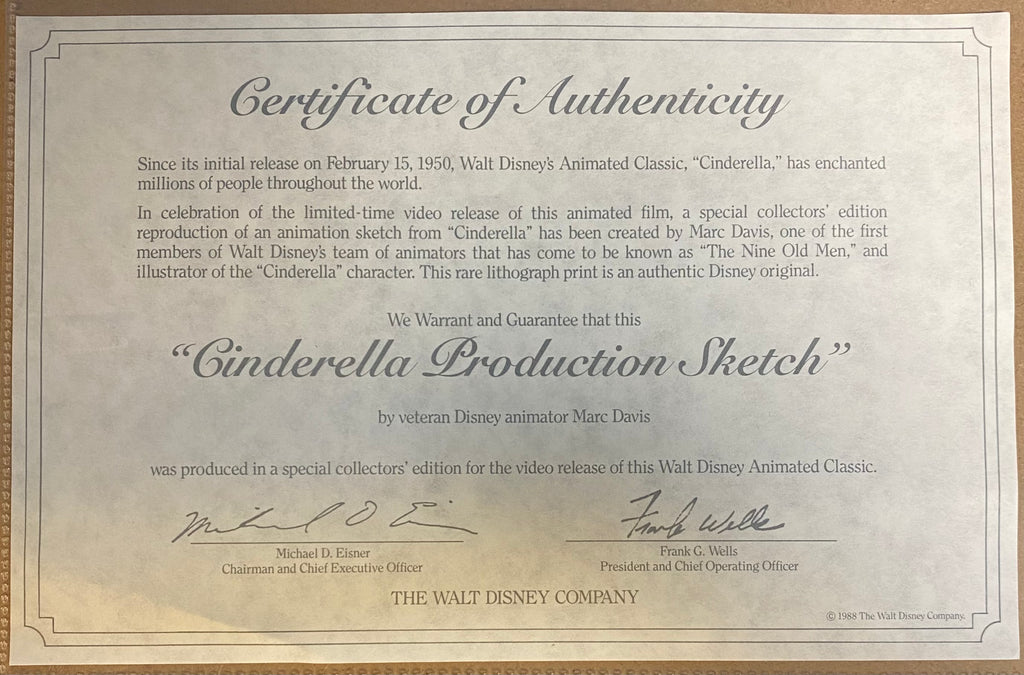 Certificate of Authenticity
Since its initial release on February 15, 1950, Walt Disney's Animated Classic, “Cinderella,” has enchanted
millions of people throughout the world.
In celebration of the limited-time video release of this animated film, a special collectors' edition
reproduction of an animation sketch from “Cinderella” has been created by Marc Davis, one of the first
members of Walt Disney's team of animators that has come to be known as “The Nine Old Men,” and
illustrator of the “Cinderella” character. This rare lithograph print is an authentic Disney original.
We Warrant and Guarantee that this
“Cinderella Production Sketch”
by veteran Disney animator Marc Davis
was produced in a special collectors' edition for the video release of this Walt Disney Animated Classic.
Michael D Eisner Frank Wells
Michael D. Eisner Frank G. Wells
Chairman and Chief Executive Officer President and Chief Operating Officer
THE WALT DISNEY COMPANY
© 1988 The Walt Disney Company.